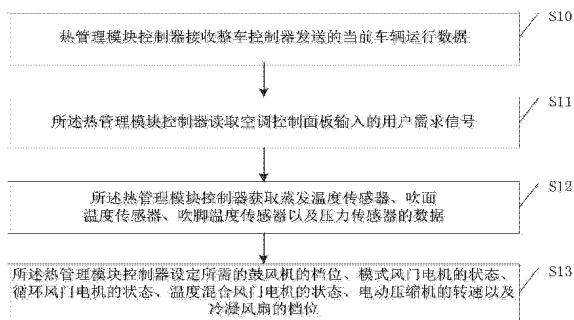 热管理模块控制器接收整车控制器发送的当前车辆运行数据
S10
所述热管理模块控制器读取空调控制面板输入的用户需求信号
S11
所述热管理模块控制器获取蒸发温度传感器、吹面
温度传感器、吹脚温度传感器以及压力传感器的数据
S12
所述热管理模块控制器设定所需的鼓风机的档位、模式风门电机的状态、
循环风门电机的状态、温度混合风门电机的状态、电动压缩机的转速以及
冷凝风扇的档位
S13